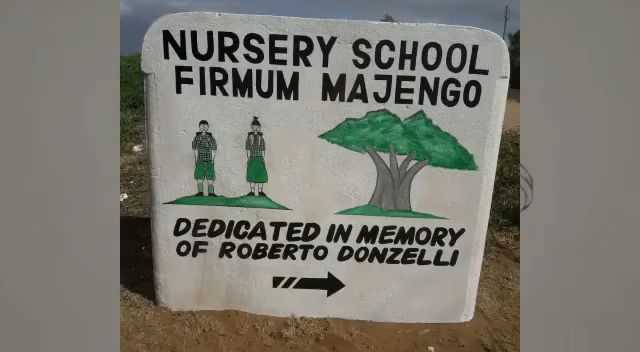 NURSERY SCHOOL
FIRMUM MAJENGO
DEDICATED IN MEMORY
OF ROBERTO DONZELLI